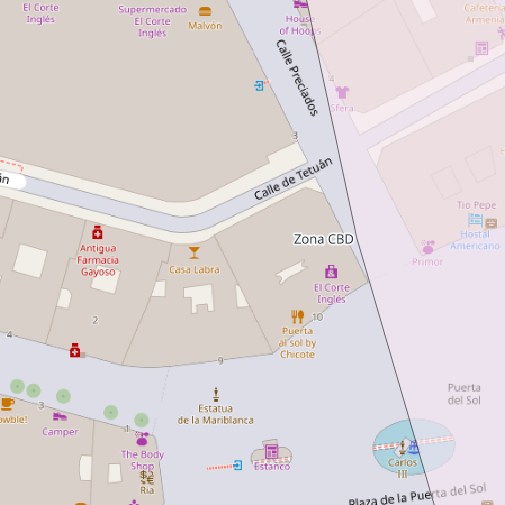 El Corte
Inglés
Supermercado
El Corte
Inglés
Malvón
House
of Hoops
Cafetería
Armenia
Calle Preciados
Sfera
3
Calle de Tetuán
Tío Pepe
Hostal
Americano
Zona CBD
Primor
Antigua
Farmacia
Gayoso
Casa Labra
El Corte
Inglés
10
Puerta
al sol by
Chicote
2
4
9
Puerta
del Sol
3
Camper
1
Estatua
de la Mariblanca
The Body
Shop
Estanco
Carlos
III
Ria
Plaza de la Puerta del Sol